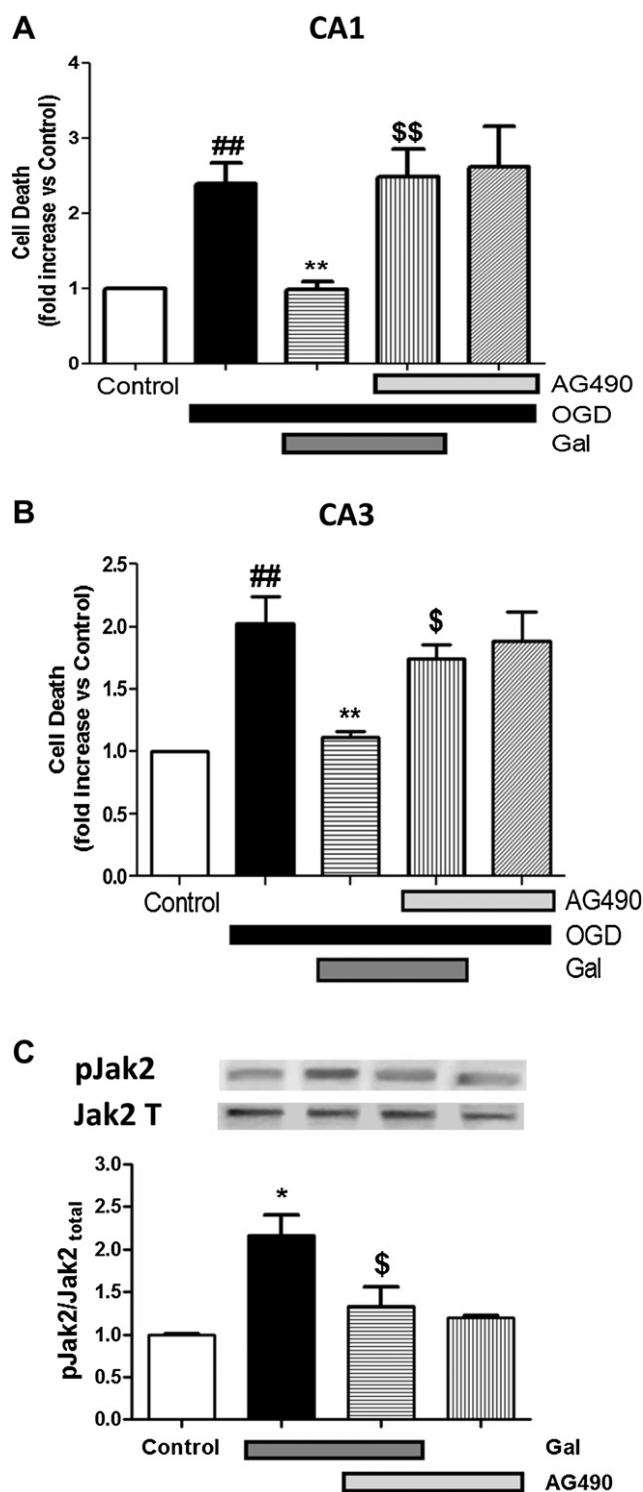 A
CA1
Cell Death
(fold increase vs Control)
4
3
2
1
0
##
**
$$
Control
AG490
OGD
Gal
B
CA3
Cell Death
(fold increase vs Control)
2.5
2.0
1.5
1.0
0.5
0.0
##
**
$
Control
AG490
OGD
Gal
C
pJak2
Jak2 T
pJak2/Jak2 total
3.0
2.5
2.0
1.5
1.0
0.5
0.0
*
$
Control
Gal
AG490